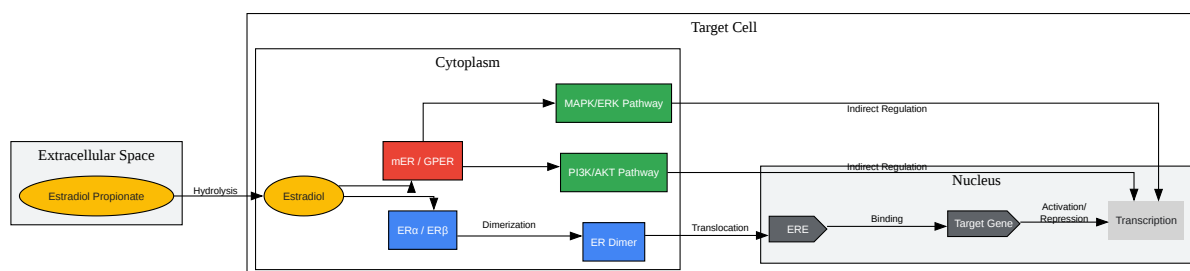 Target Cell
Cytoplasm
MAPK/ERK Pathway
Indirect Regulation
Extracellular Space
mER / GPER
PI3K/AKT Pathway
Indirect Regulation
Nucleus
Estradiol Propionate
Hydrolysis
Estradiol
ERα / ERβ
Dimerization
ER Dimer
Translocation
ERE
Binding
Target Gene
Activation/
Repression
Transcription